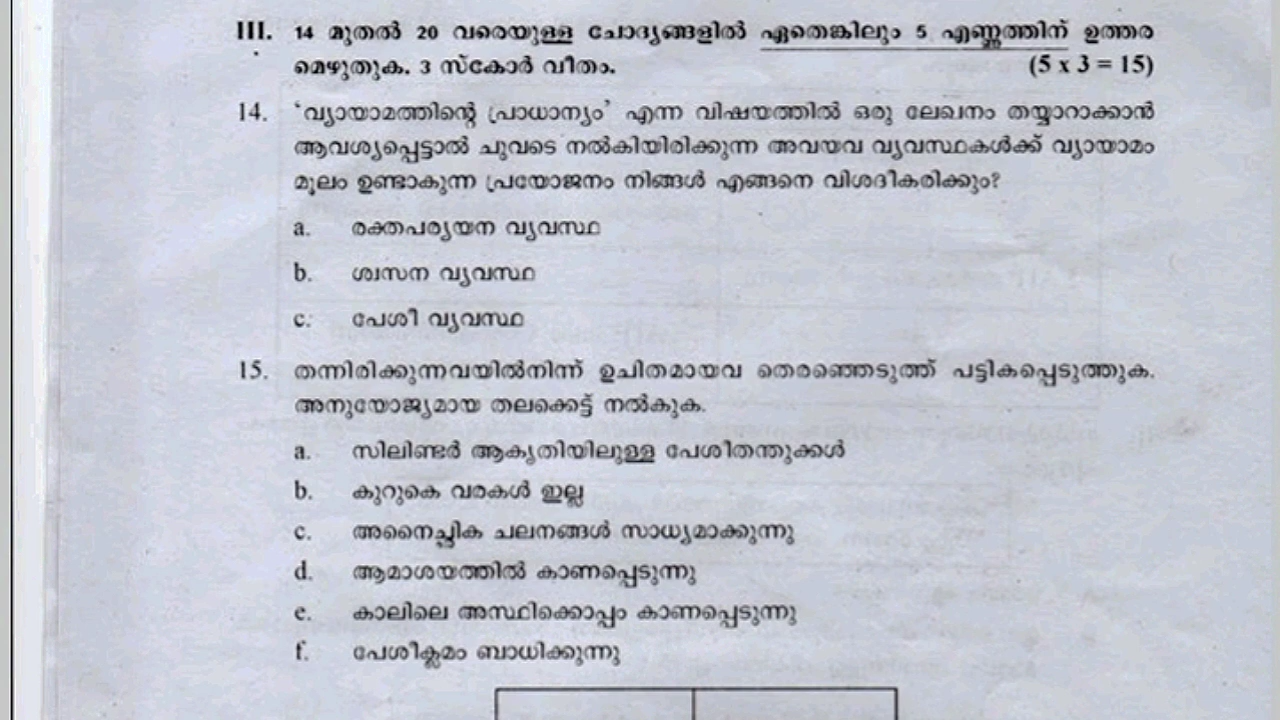 III. 14 മുതൽ 20 വരെയുള്ള ചോദ്യങ്ങളിൽ ഏതെങ്കിലും 5 എണ്ണത്തിന് ഉത്തര
മെഴുതുക. 3 സ്കോർ വീതം. (5 x 3 = 15)
14. 'വ്യായാമത്തിന്റെ പ്രാധാന്യം' എന്ന വിഷയത്തിൽ ഒരു ലേഖനം തയ്യാറാക്കാൻ
ആവശ്യപ്പെട്ടാൽ ചുവടെ നൽകിയിരിക്കുന്ന അവയവ വ്യവസ്ഥകൾക്ക് വ്യായാമം
മൂലം ഉണ്ടാകുന്ന പ്രയോജനം നിങ്ങൾ എങ്ങനെ വിശദീകരിക്കും?
a. രക്തപര്യയന വ്യവസ്ഥ
b. ശ്വസന വ്യവസ്ഥ
c. പേശീ വ്യവസ്ഥ
15. തന്നിരിക്കുന്നവയിൽനിന്ന് ഉചിതമായവ തെരഞ്ഞെടുത്ത് പട്ടികപ്പെടുത്തുക.
അനുയോജ്യമായ തലക്കെട്ട് നൽകുക.
a. സിലിണ്ടർ ആകൃതിയിലുള്ള പേശീതന്തുക്കൾ
b. കുറുകെ വരകൾ ഇല്ല
c. അനൈച്ഛിക ചലനങ്ങൾ സാധ്യമാക്കുന്നു
d. ആമാശയത്തിൽ കാണപ്പെടുന്നു
e. കാലിലെ അസ്ഥിക്കൊപ്പം കാണപ്പെടുന്നു
f. പേശീക്ലമം ബാധിക്കുന്നു